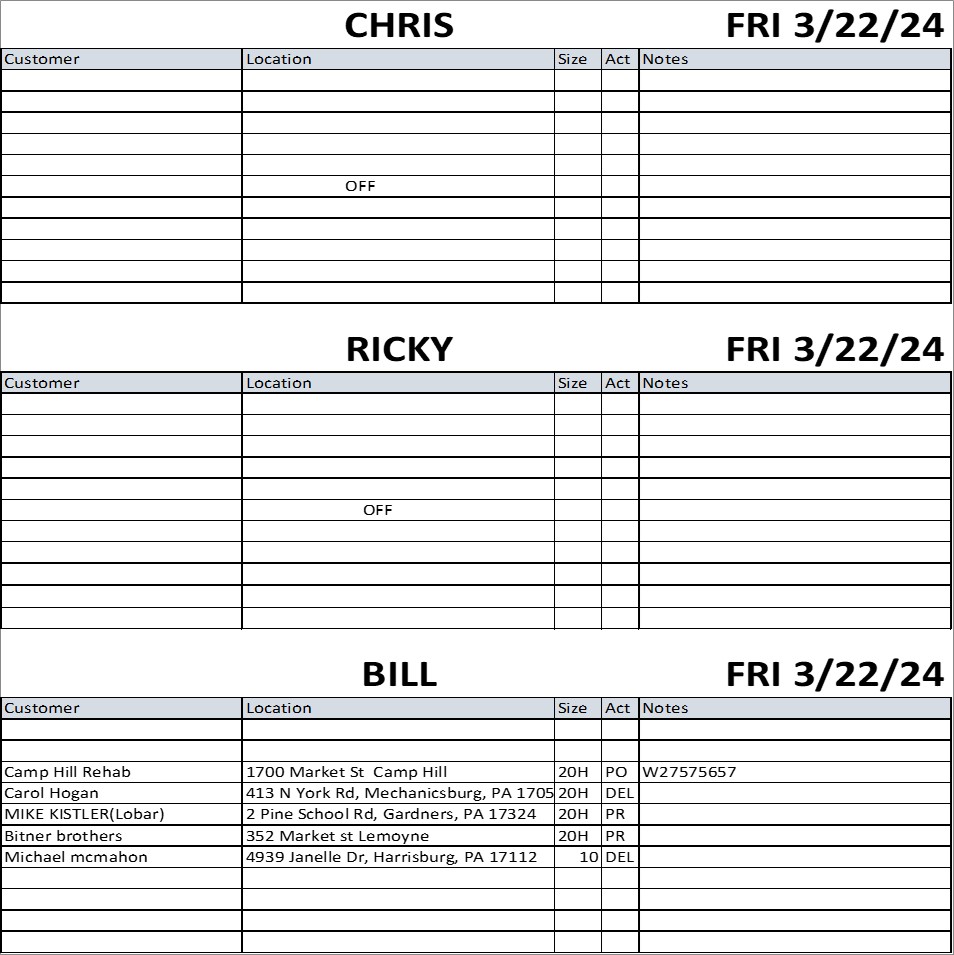 CHRIS FRI 3/22/24
Customer Location Size Act Notes
OFF
RICKY FRI 3/22/24
Customer Location Size Act Notes
OFF
BILL FRI 3/22/24
Customer Location Size Act Notes
Camp Hill Rehab 1700 Market St Camp Hill 20H PO W27575657
Carol Hogan 413 N York Rd, Mechanicsburg, PA 1705 20H DEL
MIKE KISTLER(Lobar) 2 Pine School Rd, Gardners, PA 17324 20H PR
Bitner brothers 352 Market st Lemoyne 20H PR
Michael mcmahon 4939 Janelle Dr, Harrisburg, PA 17112 10 DEL